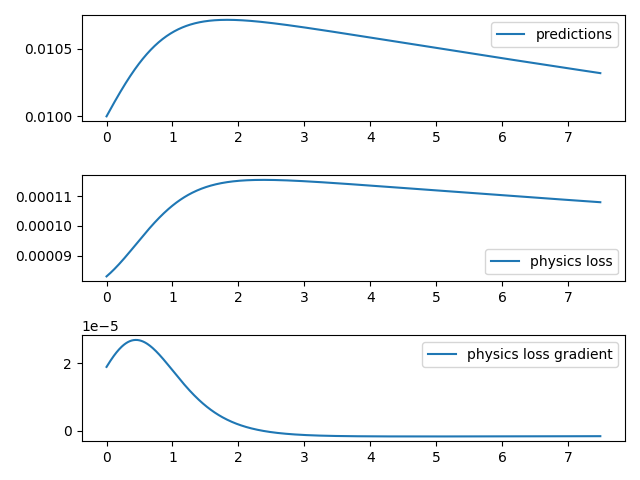 predictions
0.0105
0.0100
0 1 2 3 4 5 6 7
0.00011
0.00010
0.00009
physics loss
0 1 2 3 4 5 6 7
1e−5
physics loss gradient
2
0
0 1 2 3 4 5 6 7